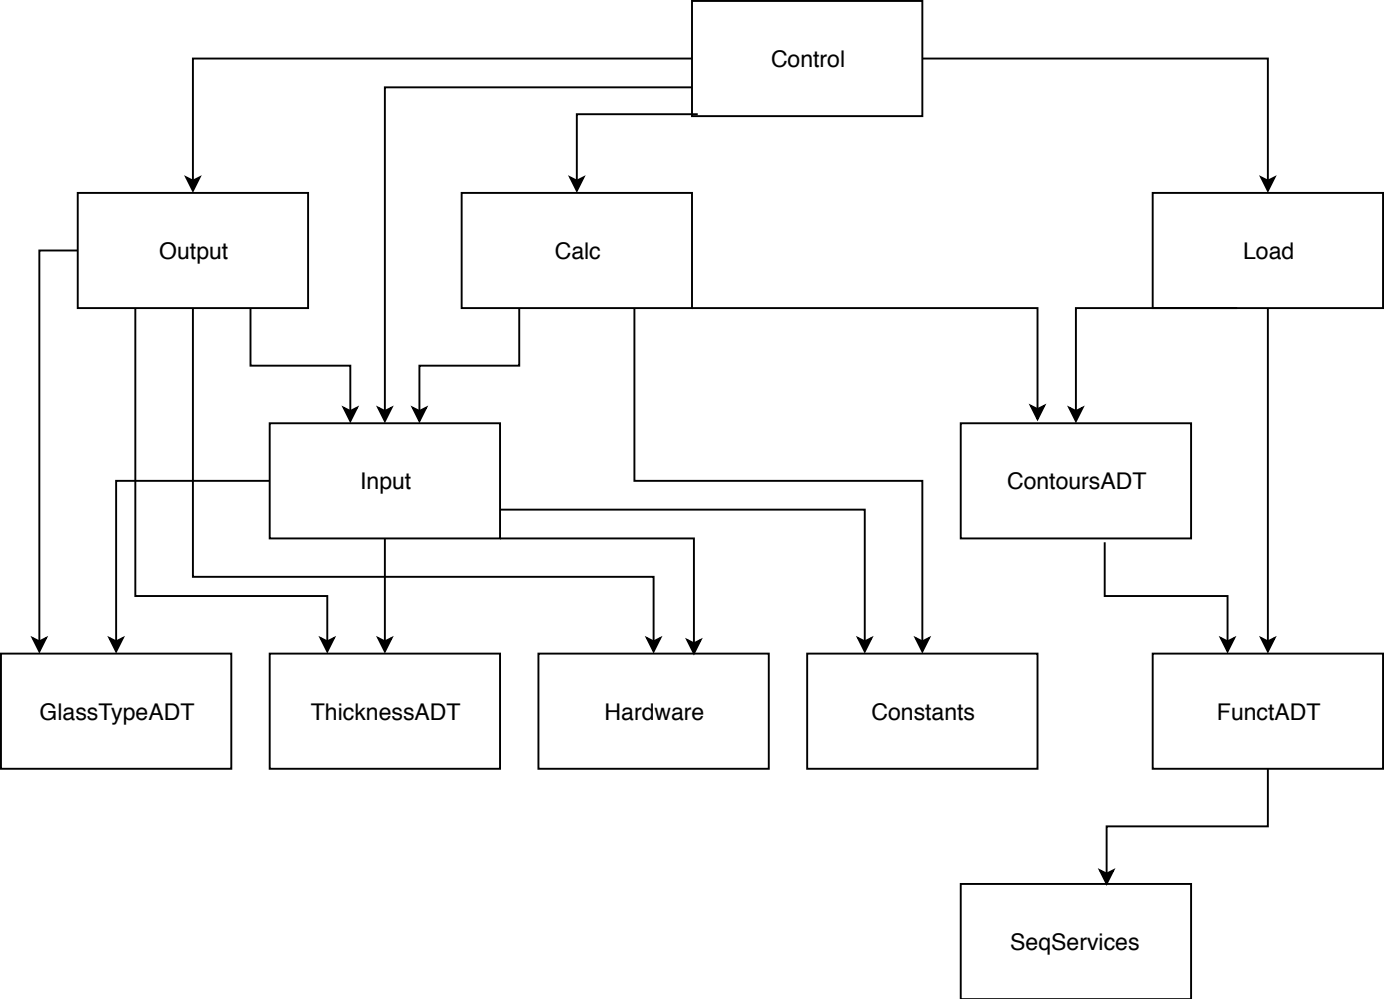 Control
Output
Calc
Load
Input
ContoursADT
GlassTypeADT
ThicknessADT
Hardware
Constants
FunctADT
SeqServices